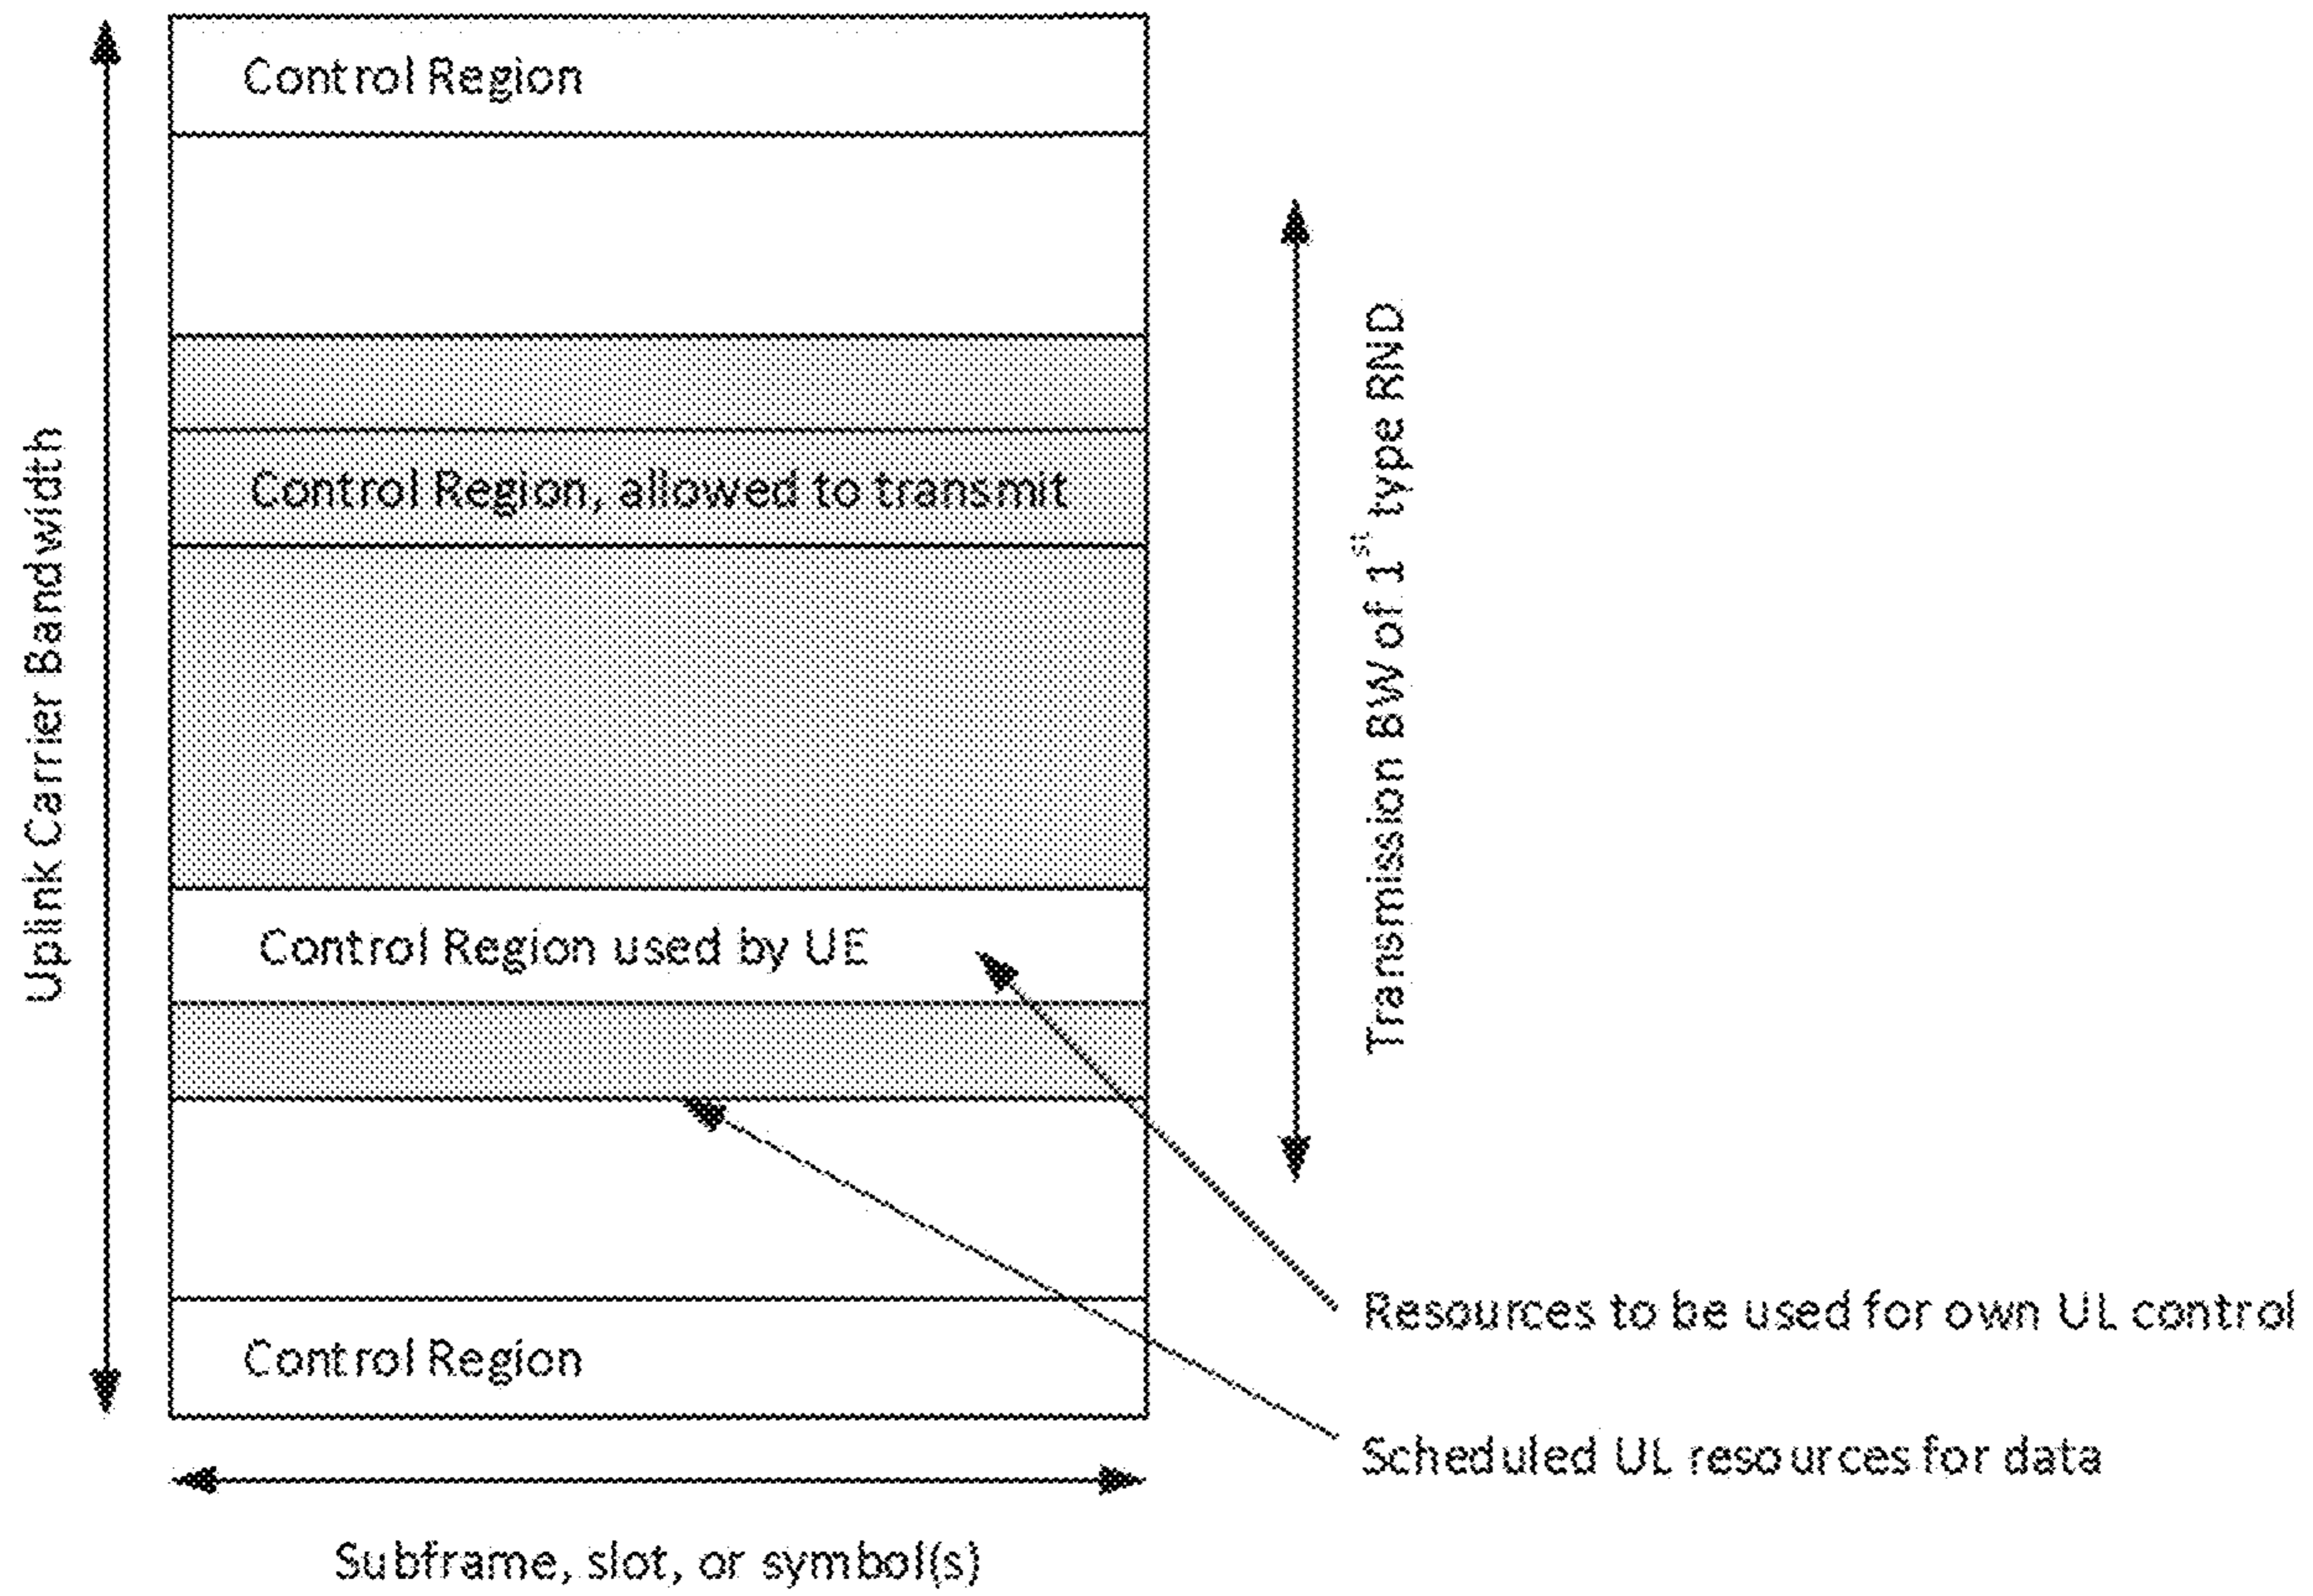 Control Region
Uplink Carrier Bandwidth
Transmission BW of 1st type RND
Control Region, allowed to transmit
Control Region used by UE
Resources to be used for own UL control
Control Region
Scheduled UL resources for data
Subframe, slot, or symbol(s)